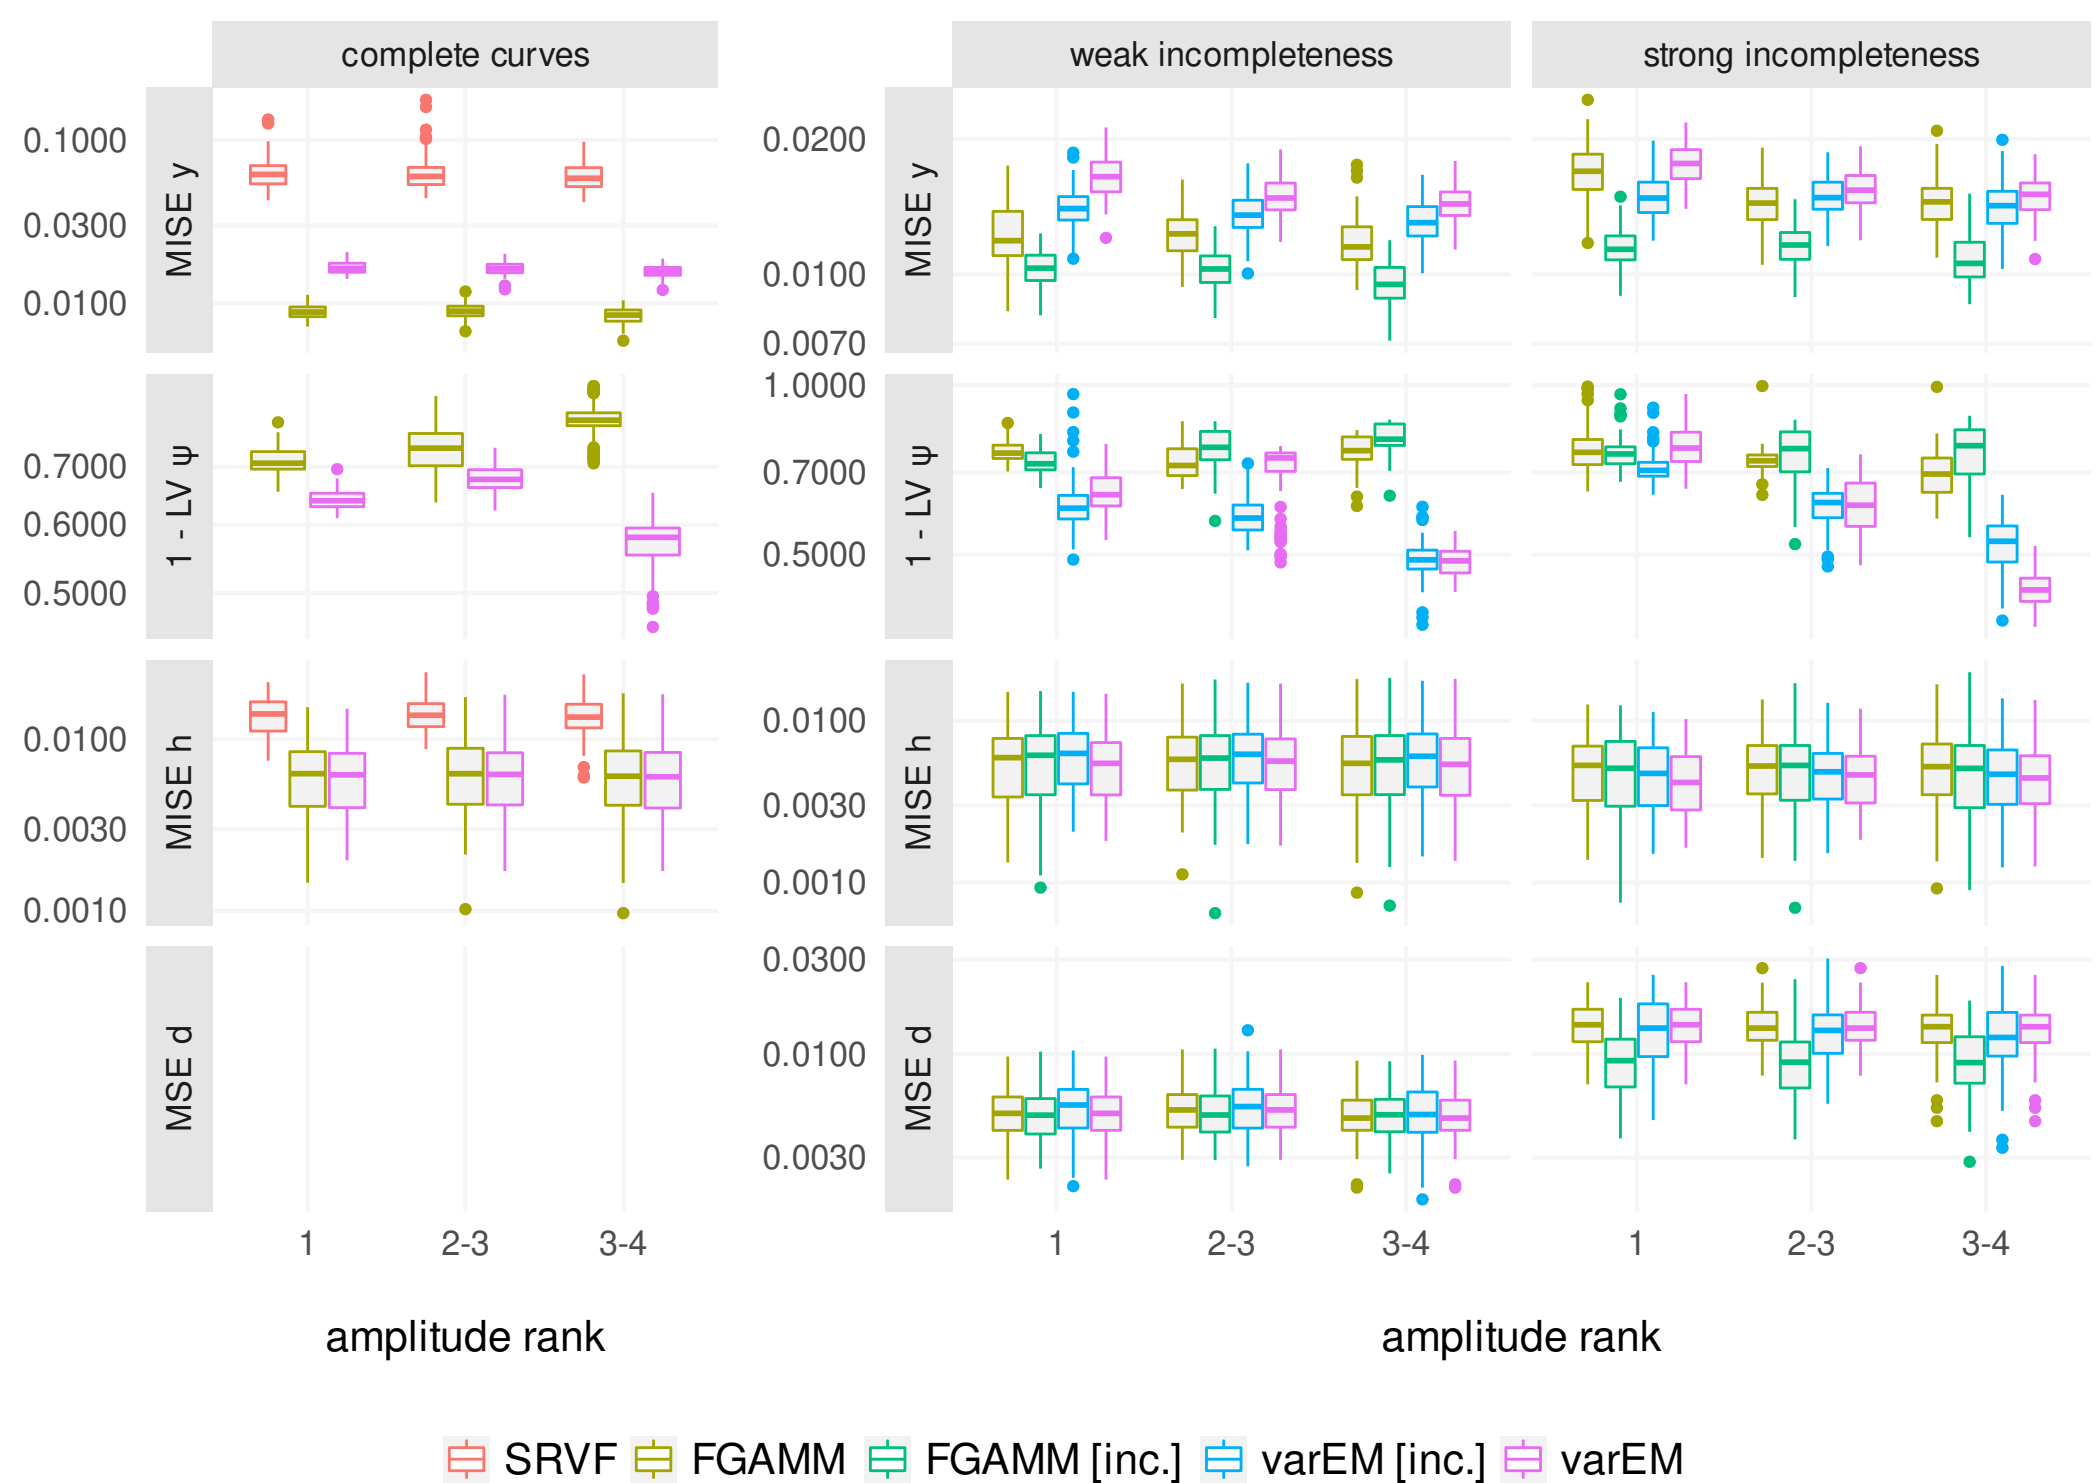 complete curves
weak incompleteness
strong incompleteness
MISE y
0.1000
0.0300
0.0100
MISE y
0.0200
0.0100
0.0070
1 - LV ψ
0.7000
0.6000
0.5000
1 - LV ψ
1.0000
0.7000
0.5000
MISE h
0.0100
0.0030
0.0010
MISE h
0.0100
0.0030
0.0010
MSE d
MSE d
0.0300
0.0100
0.0030
1 2-3 3-4
1 2-3 3-4
1 2-3 3-4
amplitude rank
amplitude rank
SRVF FGAMM FGAMM [inc.] varEM [inc.] varEM